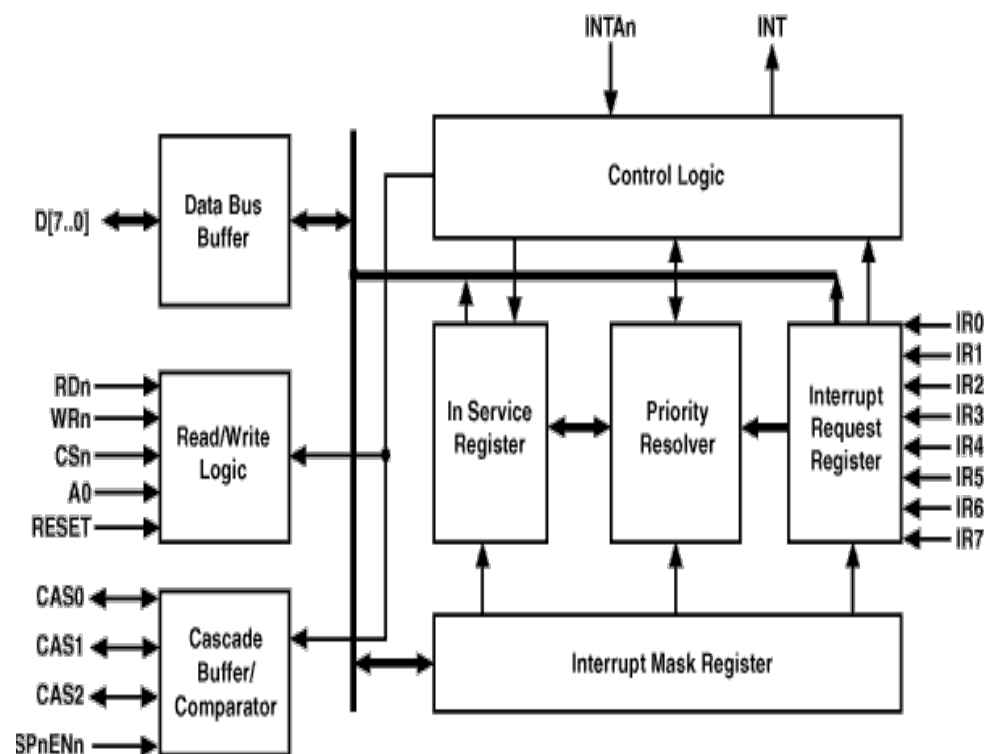 INTAn
INT
Control Logic
Data Bus
Buffer
D[7..0]
RDn
WRn
CSn
A0
RESET
Read/Write
Logic
In Service
Register
Priority
Resolver
Interrupt
Request
Register
IR0
IR1
IR2
IR3
IR4
IR5
IR6
IR7
CAS0
CAS1
CAS2
SPnENn
Cascade
Buffer/
Comparator
Interrupt Mask Register